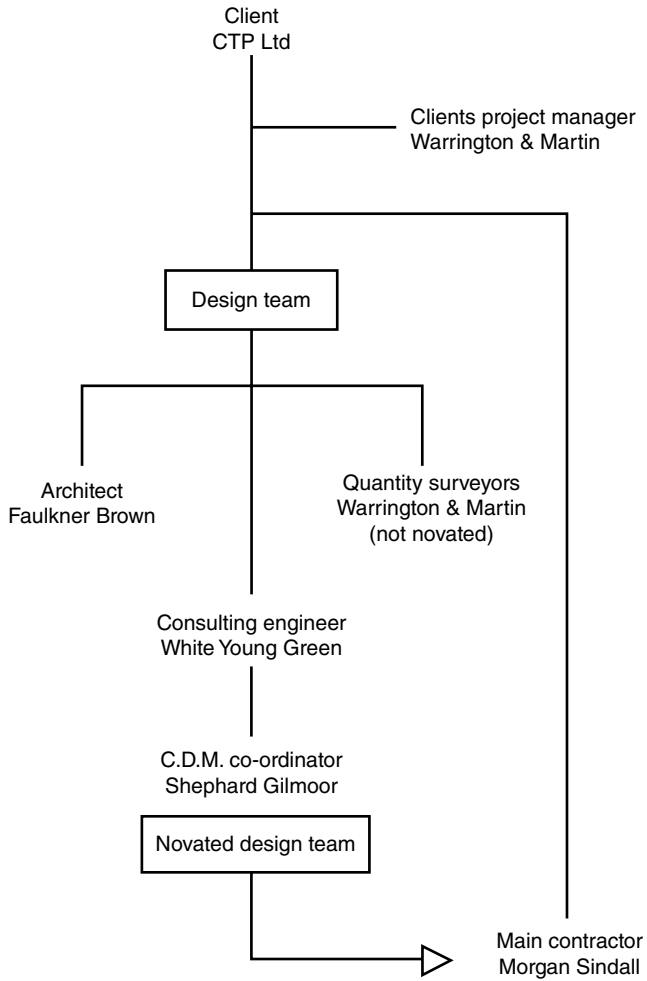 Client
CTP Ltd
Clients project manager
Warrington & Martin
Design team
Architect
Faulkner Brown
Quantity surveyors
Warrington & Martin
(not novated)
Consulting engineer
White Young Green
C.D.M. co-ordinator
Shephard Gilmoor
Novated design team
Main contractor
Morgan Sindall